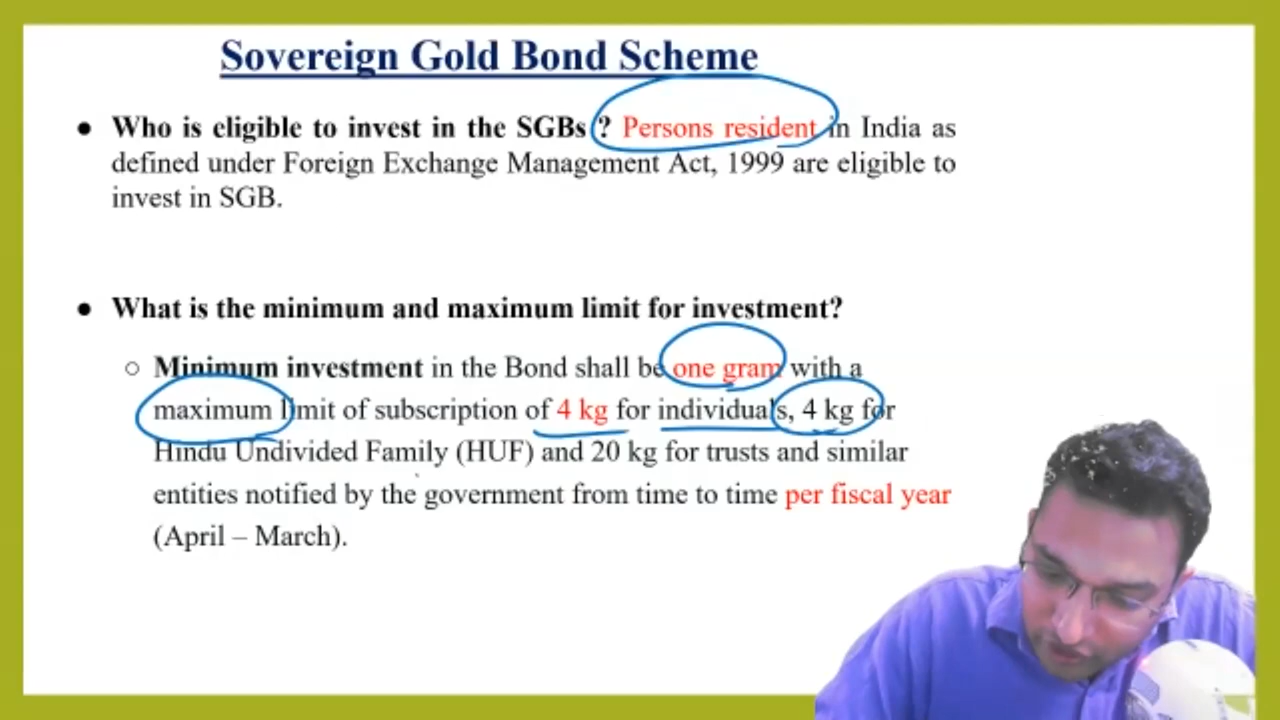 Sovereign Gold Bond Scheme
● Who is eligible to invest in the SGBs ? Persons resident in India as
defined under Foreign Exchange Management Act, 1999 are eligible to
invest in SGB.
● What is the minimum and maximum limit for investment?
○ Minimum investment in the Bond shall be one gram with a
maximum limit of subscription of 4 kg for individuals, 4 kg for
Hindu Undivided Family (HUF) and 20 kg for trusts and similar
entities notified by the government from time to time per fiscal year
(April – March).